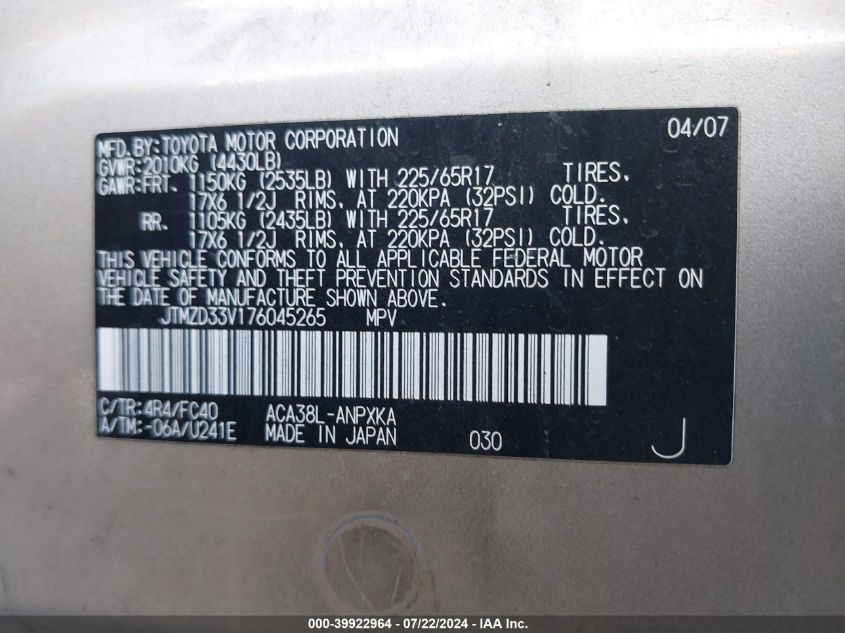 04/07
MFD.BY:TOYOTA MOTOR CORPORATION
GVWR:2010KG (4430LB)
GAWR:FRT. 1150KG (2535LB) WITH 225/65R17 TIRES,
17X6 1/2J RIMS, AT 220KPA (32PSI) COLD.
RR. 1105KG (2435LB) WITH 225/65R17 TIRES,
17X6 1/2J RIMS, AT 220KPA (32PSI) COLD.
THIS VEHICLE CONFORMS TO ALL APPLICABLE FEDERAL MOTOR
VEHICLE SAFETY AND THEFT PREVENTION STANDARDS IN EFFECT ON
THE DATE OF MANUFACTURE SHOWN ABOVE.
JTMZD33V176045265 MPV
C/TR:4R4/FC40 ACA38L-ANPXKA
A/TM:-06A/U241E MADE IN JAPAN 030 J
000-39922964 / 07/22/2024 - IAA Inc.